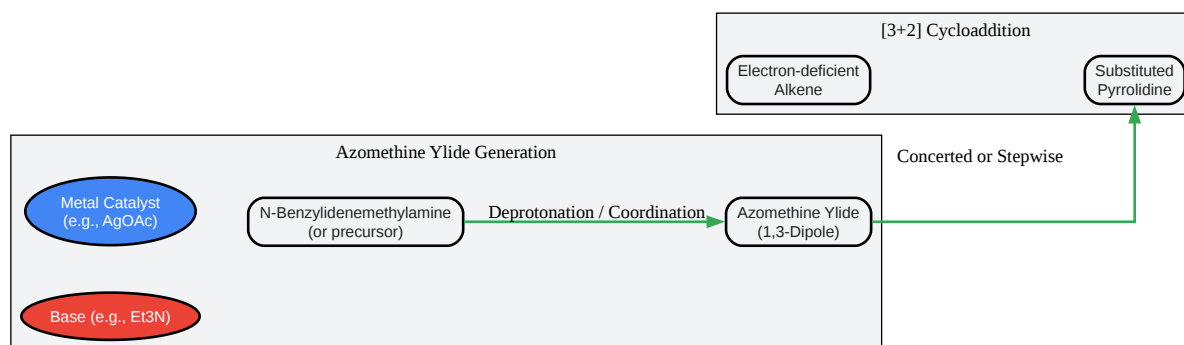 [3+2] Cycloaddition
Electron-deficient
Alkene
Substituted
Pyrrolidine
Azomethine Ylide Generation
Concerted or Stepwise
Metal Catalyst
(e.g., AgOAc)
N-Benzylidenemethylamine
(or precursor)
Deprotonation / Coordination
Azomethine Ylide
(1,3-Dipole)
Base (e.g., Et3N)